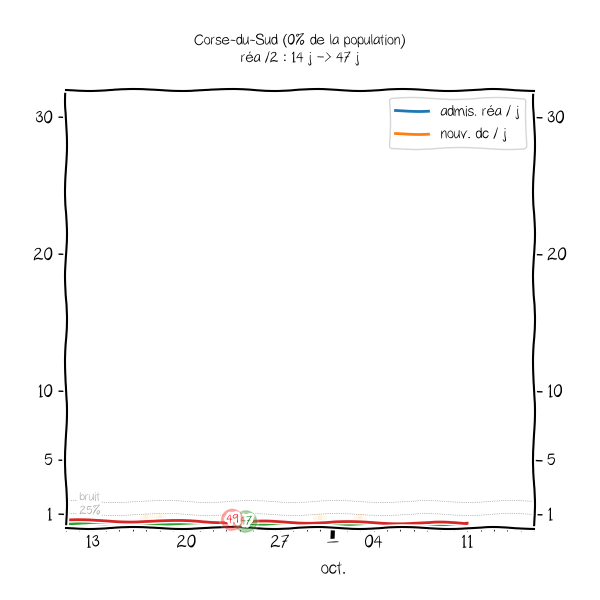 Corse-du-Sud (0% de la population)
réa /2 : 14 j -> 47 j
admis. réa / j
nouv. dc / j
30
30
20
20
10
10
5
5
bruit
25%
1
1
49
13
20
27
04
11
oct.